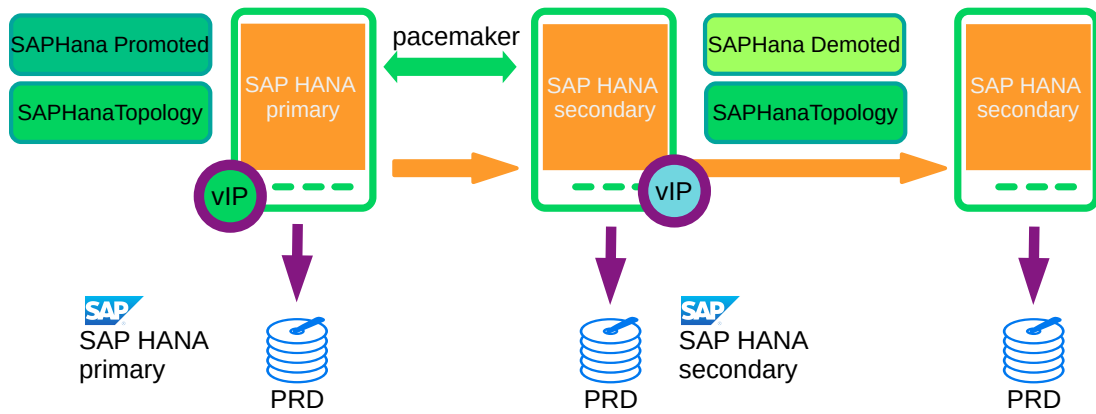 SAPHana Promoted
SAPHanaTopology
SAP HANA
primary
vIP
pacemaker
SAP HANA
secondary
vIP
SAPHana Demoted
SAPHanaTopology
SAP HANA
secondary
SAP
SAP HANA
primary
PRD
PRD
SAP
SAP HANA
secondary
PRD